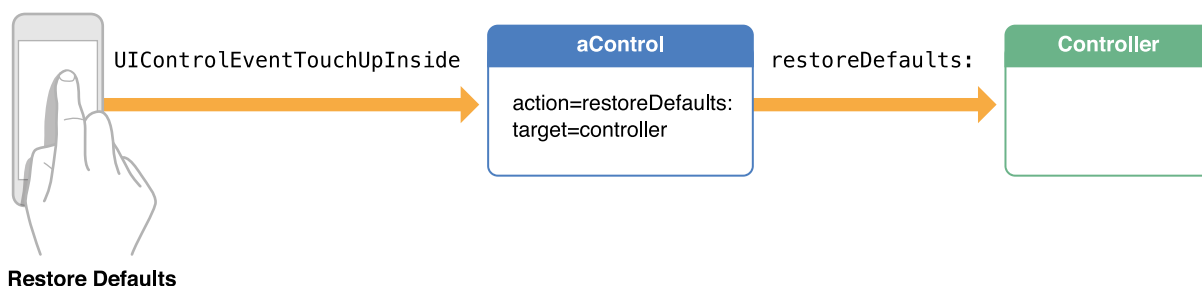 UIControlEventTouchUpInside
aControl
action=restoreDefaults:
target=controller
restoreDefaults:
Controller
Restore Defaults